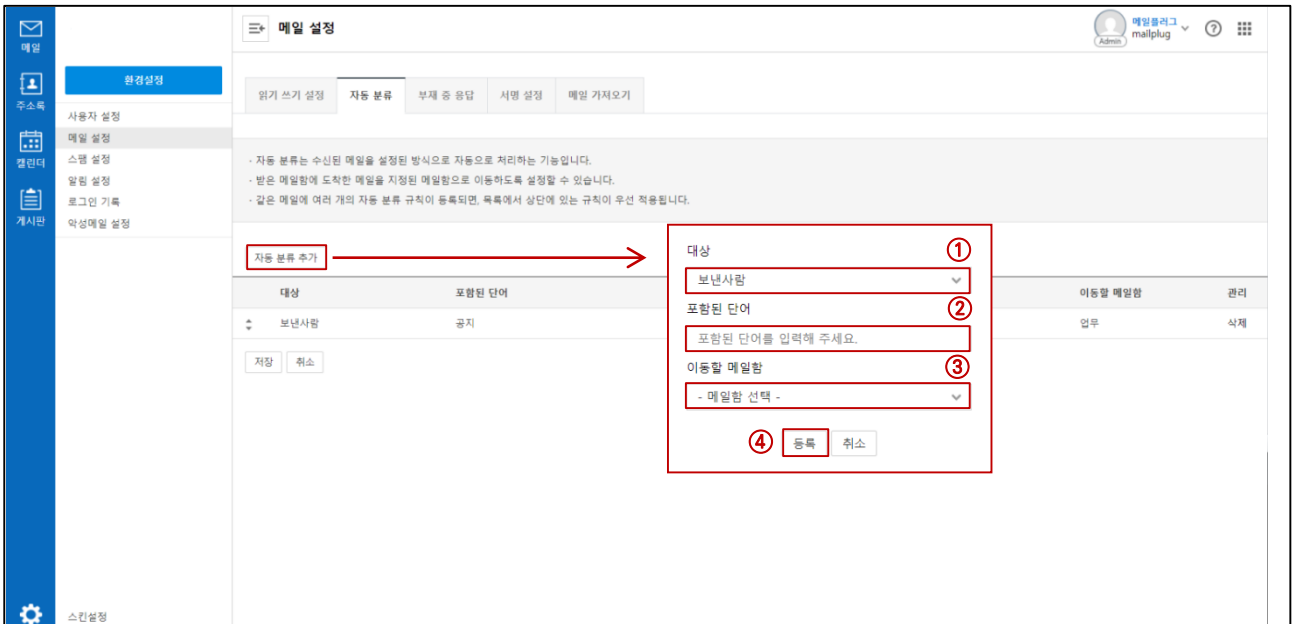 메일
주소록
캘린더
게시판
환경설정
사용자 설정
메일 설정
스팸 설정
알림 설정
로그인 기록
악성메일 설정
스킨설정
메일 설정
Admin
메일플러그
mailplug
읽기 쓰기 설정 자동 분류 부재 중 응답 서명 설정 메일 가져오기
- 자동 분류는 수신된 메일을 설정된 방식으로 자동으로 처리하는 기능입니다.
- 받은 메일함에 도착한 메일을 지정된 메일함으로 이동하도록 설정할 수 있습니다.
- 같은 메일에 여러 개의 자동 분류 규칙이 등록되면, 목록에서 상단에 있는 규칙이 우선 적용됩니다.
자동 분류 추가
대상 포함된 단어 이동할 메일함 관리
보낸사람 공지 업무 삭제
저장 취소
대상 ①
보낸사람
포함된 단어 ②
포함된 단어를 입력해 주세요.
이동할 메일함 ③
- 메일함 선택 -
④ 등록 취소